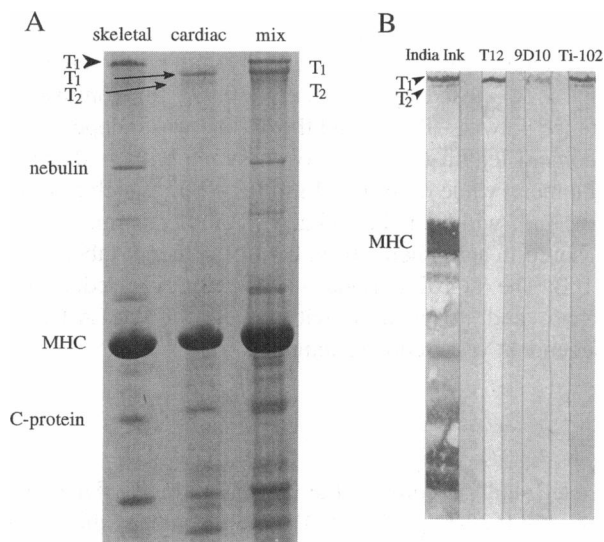 A
skeletal cardiac mix
T1
T1
T2
T1
T2
nebulin
MHC
C-protein
B
India Ink T12 9D10 Ti-102
T1
T2
MHC